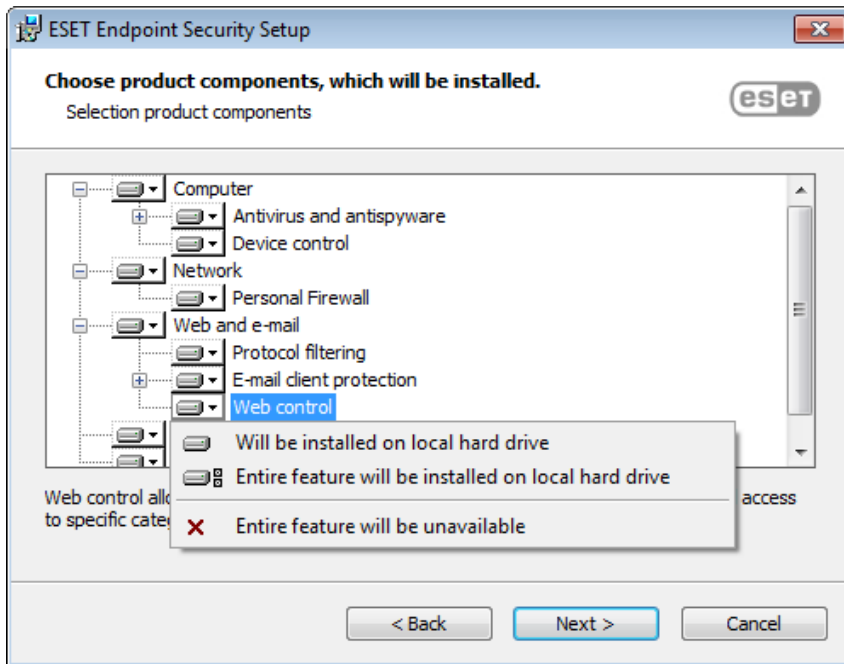 ESET Endpoint Security Setup
Choose product components, which will be installed.
Selection product components
eset
Computer
Antivirus and antispyware
Device control
Network
Personal Firewall
Web and e-mail
Protocol filtering
E-mail client protection
Web control
Will be installed on local hard drive
Entire feature will be installed on local hard drive
Entire feature will be unavailable
Web control access
to specific
< Back
Next >
Cancel